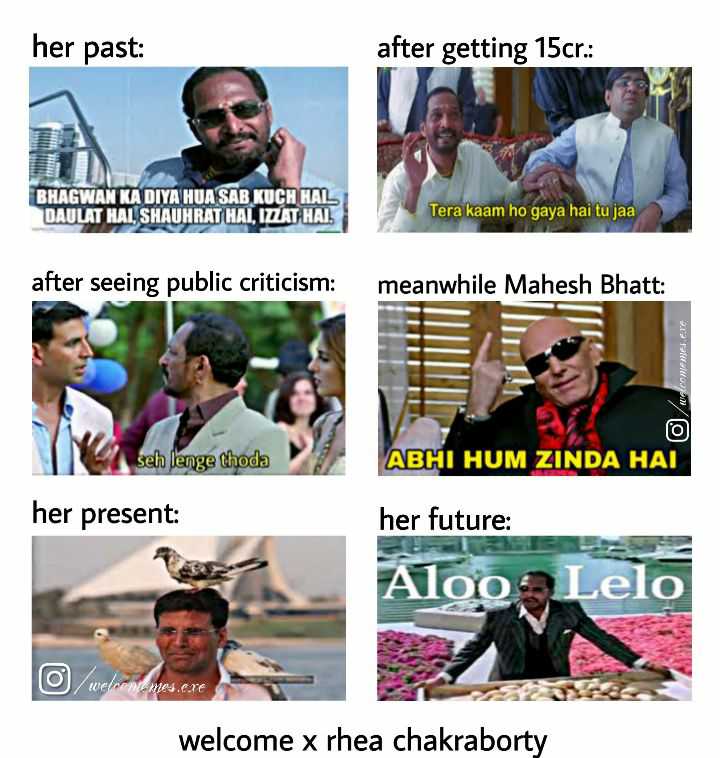 her past:
after getting 15cr.:
BHAGWAN KA DIYA HUA SAB KUCH HAI...
DAULAT HAI, SHAUHRAT HAI, IZZAT HAI.
Tera kaam ho gaya hai tu jaa
after seeing public criticism:
meanwhile Mahesh Bhatt:
seh lenge thoda
/welcomemes.exe
ABHI HUM ZINDA HAI
her present:
her future:
Aloo Lelo
/welcomemes.exe
welcome x rhea chakraborty